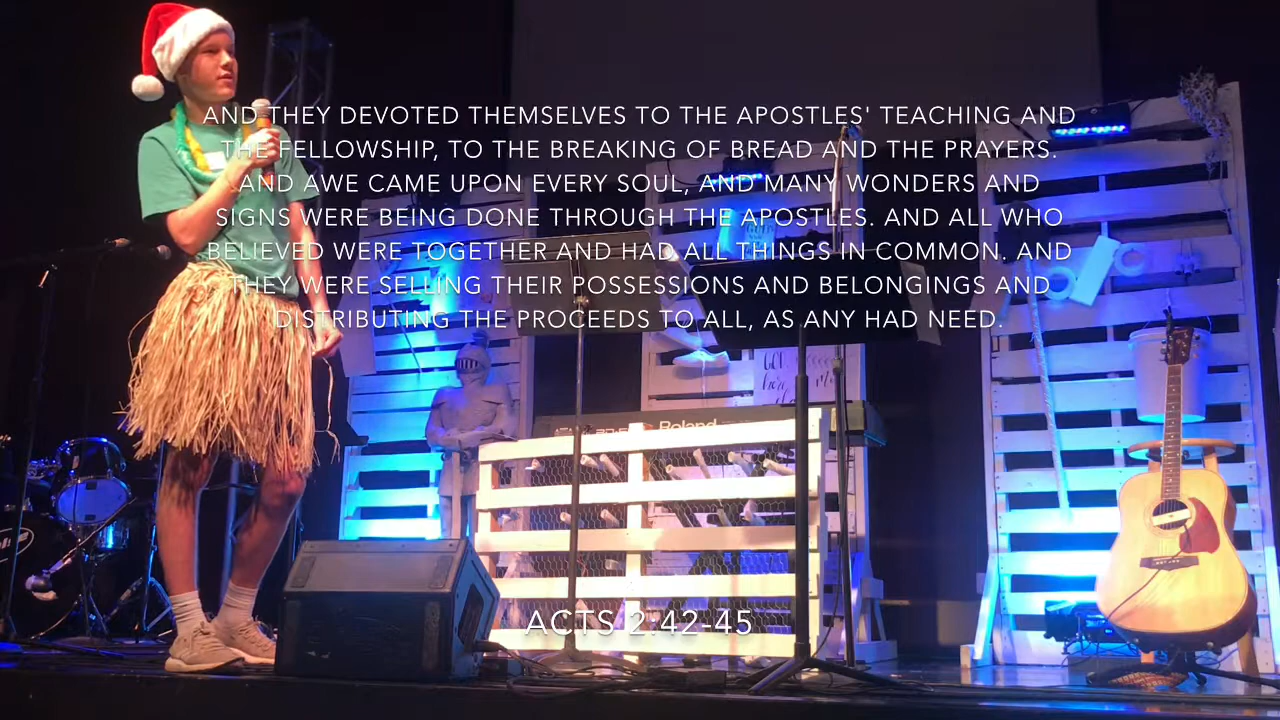 AND THEY DEVOTED THEMSELVES TO THE APOSTLES' TEACHING AND
THE FELLOWSHIP, TO THE BREAKING OF BREAD AND THE PRAYERS.
AND AWE CAME UPON EVERY SOUL, AND MANY WONDERS AND
SIGNS WERE BEING DONE THROUGH THE APOSTLES. AND ALL WHO
BELIEVED WERE TOGETHER AND HAD ALL THINGS IN COMMON. AND
THEY WERE SELLING THEIR POSSESSIONS AND BELONGINGS AND
DISTRIBUTING THE PROCEEDS TO ALL, AS ANY HAD NEED.
Roland
ACTS 2:42-45